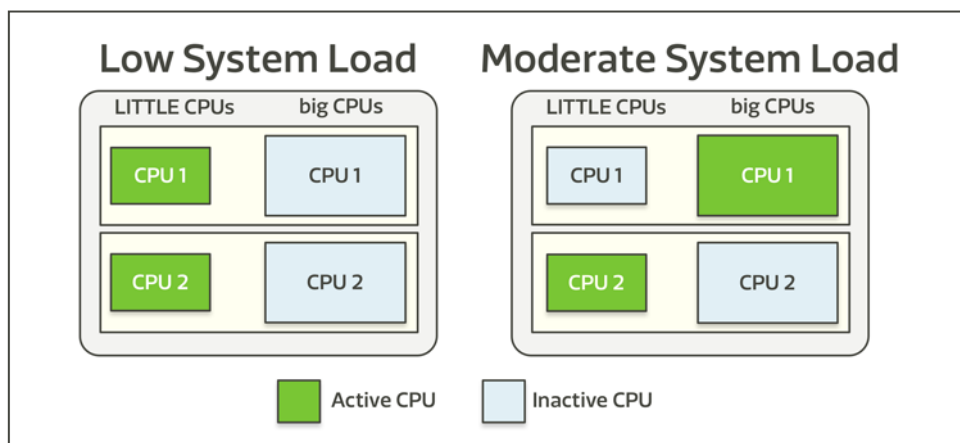 Low System Load
LITTLE CPUs big CPUs
CPU 1 CPU 1
CPU 2 CPU 2
Moderate System Load
LITTLE CPUs big CPUs
CPU 1 CPU 1
CPU 2 CPU 2
Active CPU Inactive CPU